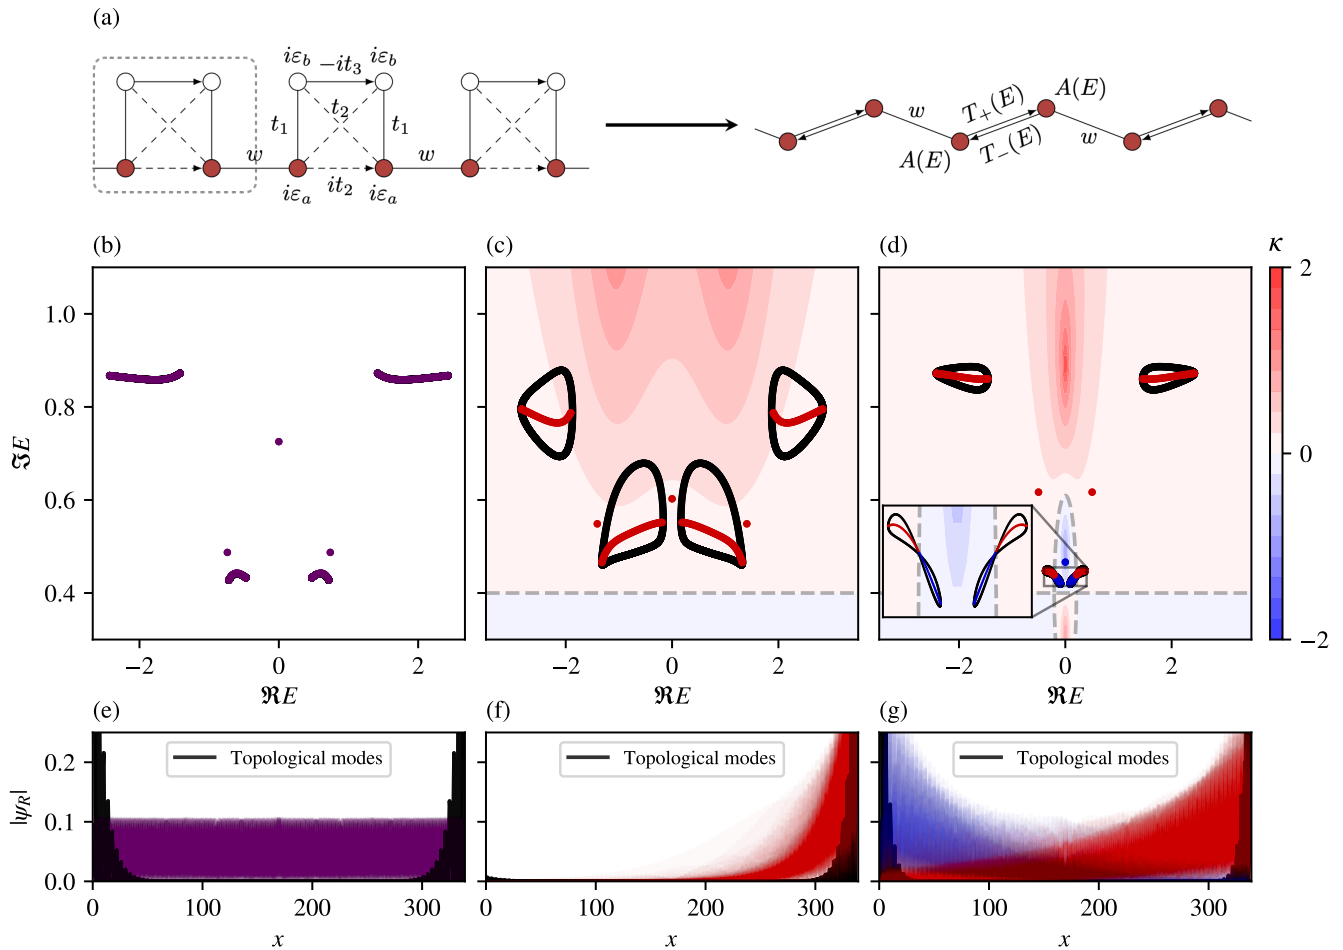 (a)
iε_b −it_3 iε_b
t_2
t_1 t_1
w w
iε_a it_2 iε_a
w T_+(E) A(E)
A(E) T_−(E) w
(b) (c) (d) κ
ℑE
1.0
0.8
0.6
0.4
−2 0 2
ℜE
−2 0 2
ℜE
−2 0 2
ℜE
2
0
−2
(e) (f) (g)
|ψ_R|
0.2
0.1
0.0
Topological modes
Topological modes
Topological modes
0 100 200 300
x
0 100 200 300
x
0 100 200 300
x